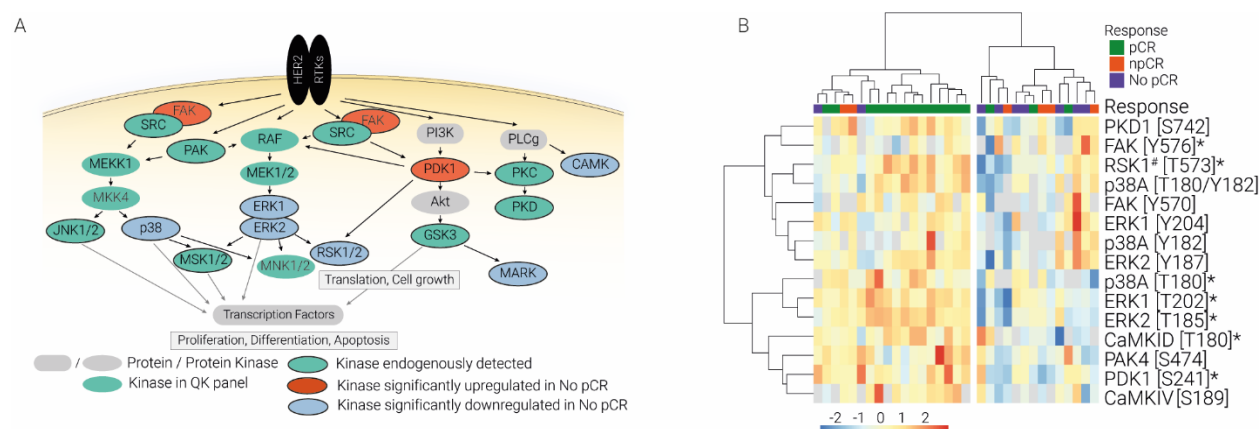 A
HER2
RTKs
FAK
SRC
PAK
RAF
SRC
FAK
PI3K
PLCg
CAMK
MEKK1
MEK1/2
PDK1
PKC
MKK4
ERK1
Akt
PKD
JNK1/2
p38
ERK2
GSK3
MSK1/2
MNK1/2
RSK1/2
MARK
Translation, Cell growth
Transcription Factors
Proliferation, Differentiation, Apoptosis
/ Protein / Protein Kinase
Kinase in QK panel
Kinase endogenously detected
Kinase significantly upregulated in No pCR
Kinase significantly downregulated in No pCR
B
Response
pCR
npCR
No pCR
Response
PKD1 [S742]
FAK [Y576]*
RSK1# [T573]*
p38A [T180/Y182]
FAK [Y570]
ERK1 [Y204]
p38A [Y182]
ERK2 [Y187]
p38A [T180]*
ERK1 [T202]*
ERK2 [T185]*
CaMKID [T180]*
PAK4 [S474]
PDK1 [S241]*
CaMKIV [S189]
-2 -1 0 1 2